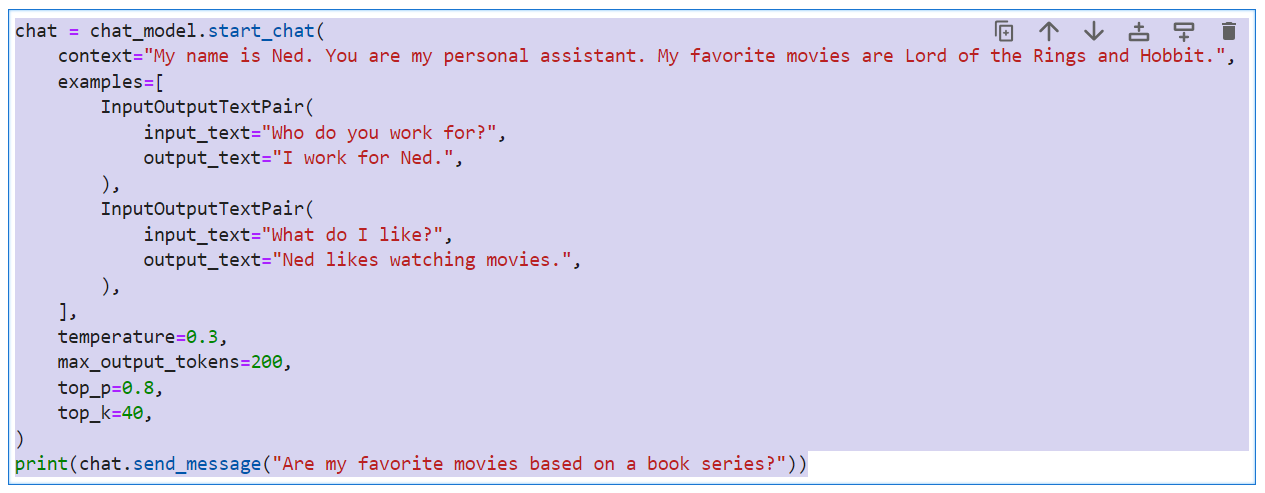 chat = chat_model.start_chat(
    context="My name is Ned. You are my personal assistant. My favorite movies are Lord of the Rings and Hobbit.",
    examples=[
        InputOutputTextPair(
            input_text="Who do you work for?",
            output_text="I work for Ned.",
        ),
        InputOutputTextPair(
            input_text="What do I like?",
            output_text="Ned likes watching movies.",
        ),
    ],
    temperature=0.3,
    max_output_tokens=200,
    top_p=0.8,
    top_k=40,
)
print(chat.send_message("Are my favorite movies based on a book series?"))